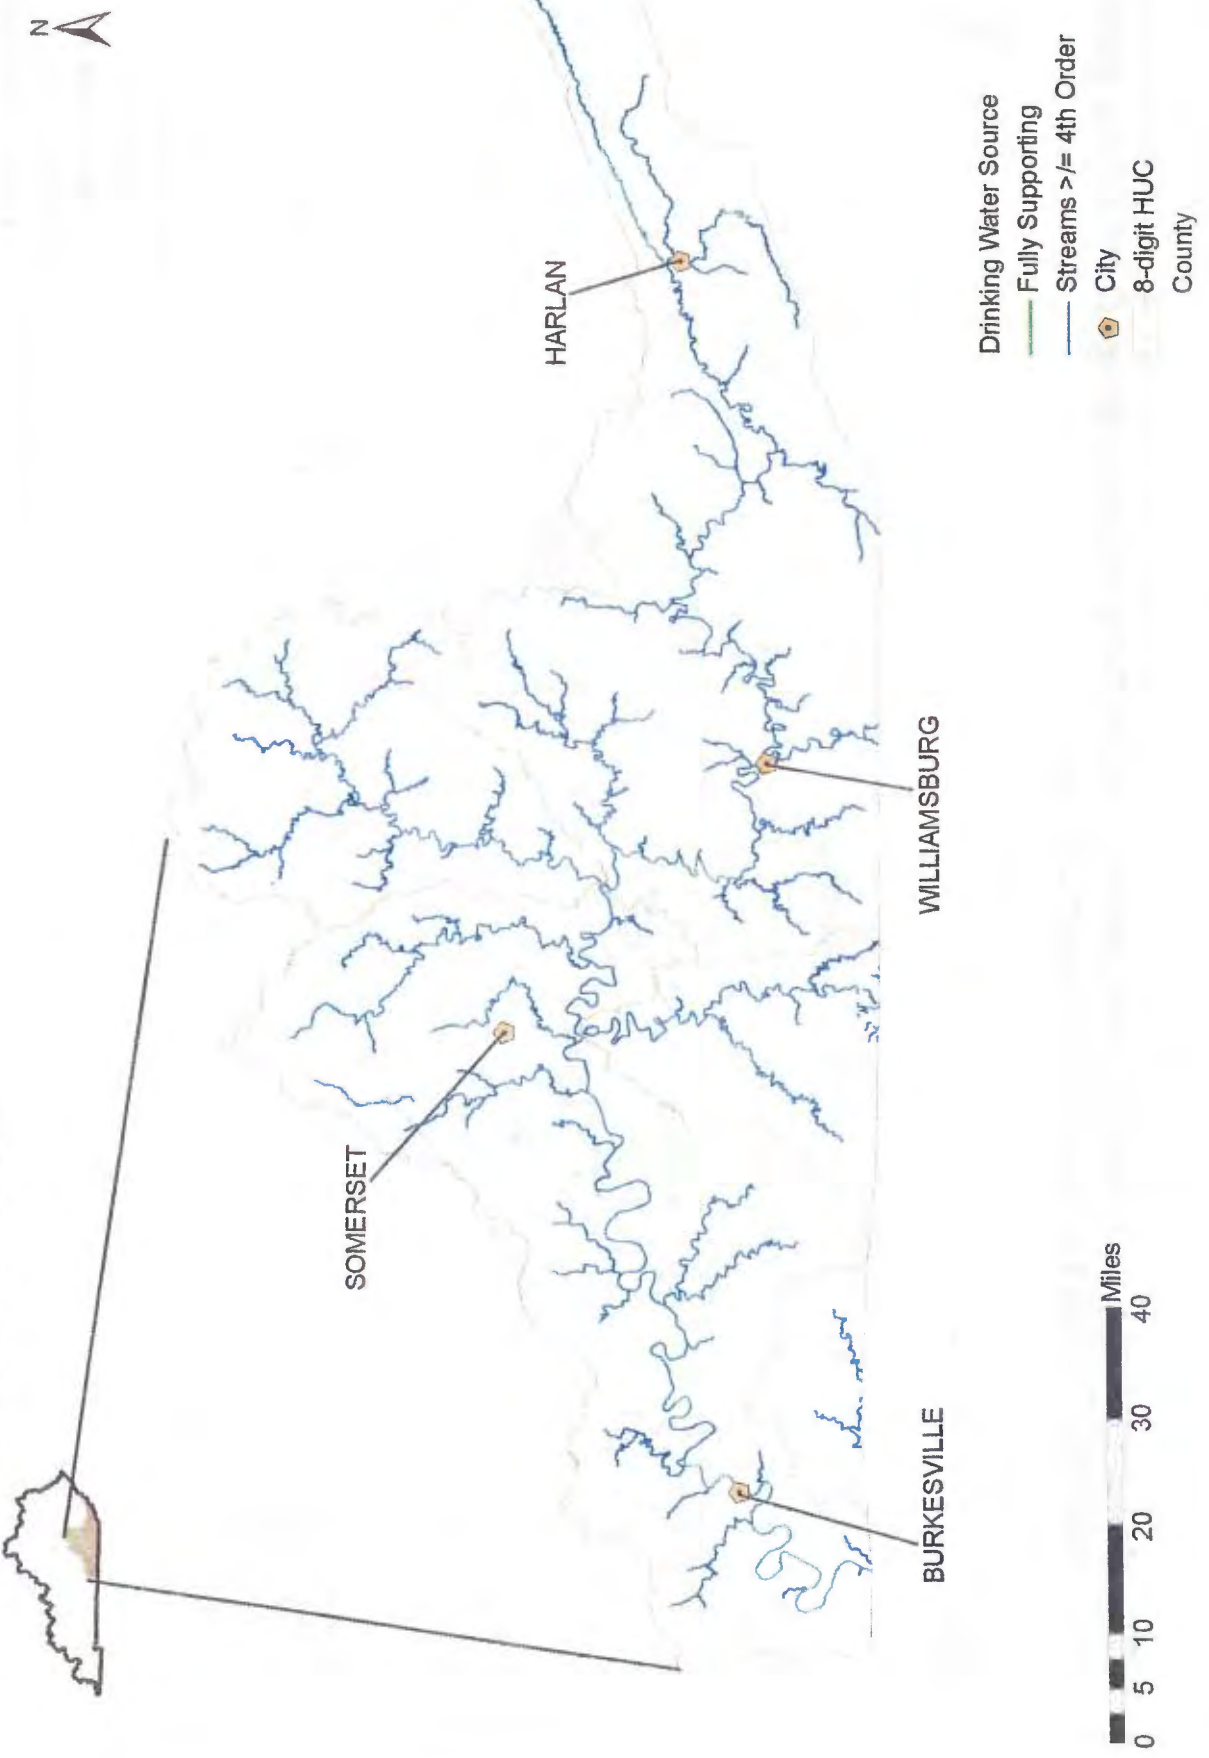 N
HARLAN
SOMERSET
WILLIAMSBURG
BURKESVILLE
Drinking Water Source
Fully Supporting
Streams >/= 4th Order
City
8-digit HUC
County
0 5 10 20 30 40
Miles